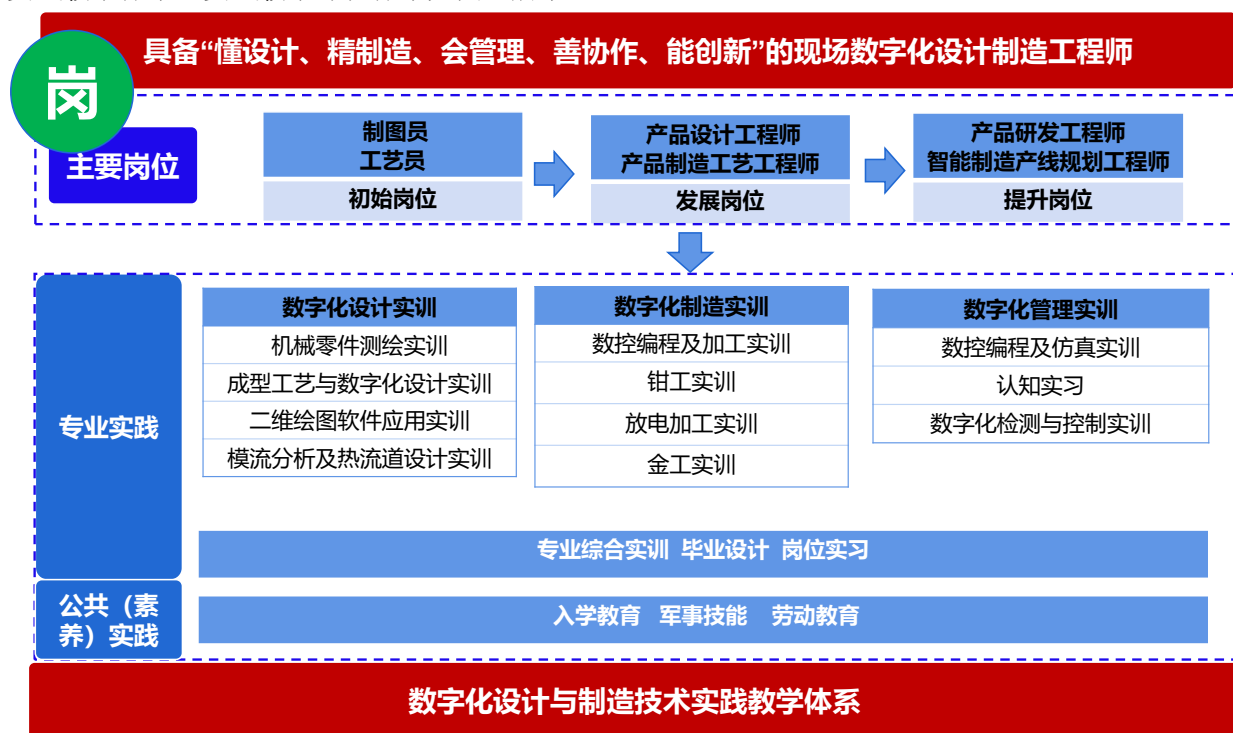 具备“懂设计、精制造、会管理、善协作、能创新”的现场数字化设计制造工程师
岗
主要岗位
制图员
工艺员
初始岗位
产品设计工程师
产品制造工艺工程师
发展岗位
产品研发工程师
智能制造产线规划工程师
提升岗位
专业实践
数字化设计实训
机械零件测绘实训
成型工艺与数字化设计实训
二维绘图软件应用实训
模流分析及热流道设计实训
数字化制造实训
数控编程及加工实训
钳工实训
放电加工实训
金工实训
数字化管理实训
数控编程及仿真实训
认知实习
数字化检测与控制实训
专业综合实训 毕业设计 岗位实习
公共（素
养）实践
入学教育 军事技能 劳动教育
数字化设计与制造技术实践教学体系